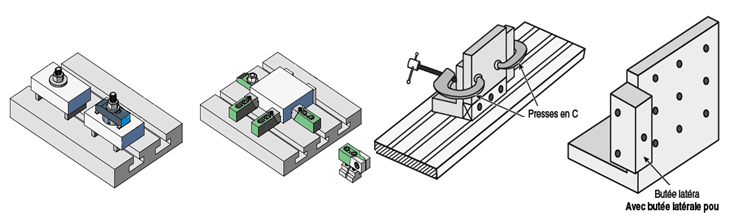 Presses en C
Butée latéra
Avec butée latérale pou